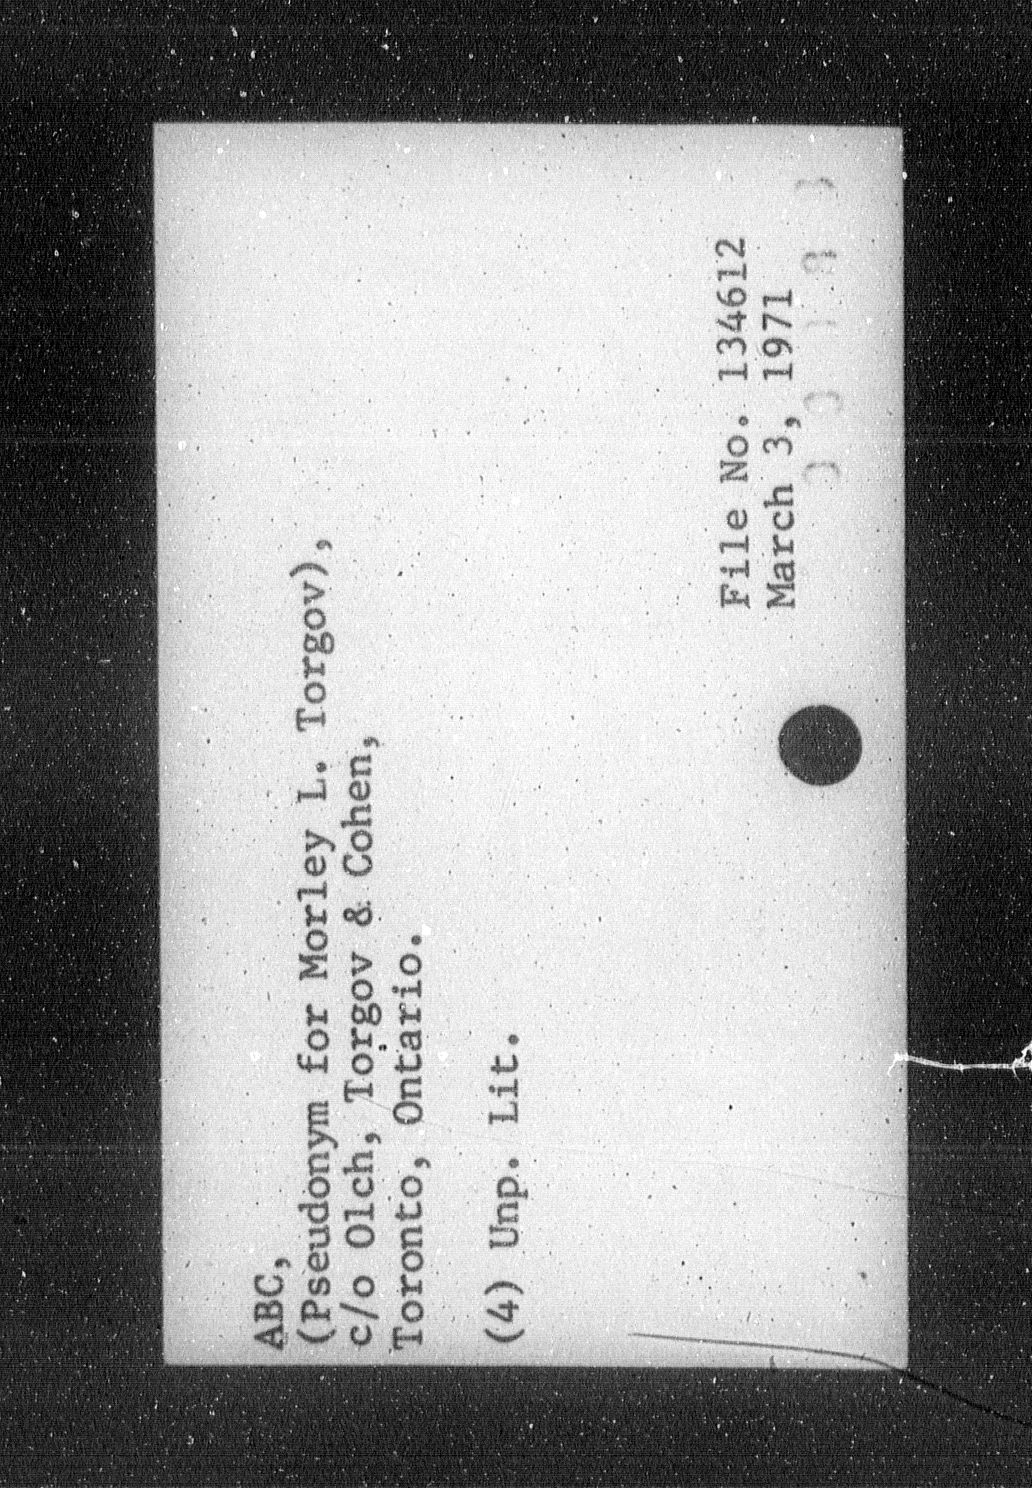 ABC,
(Pseudonym for Morley L. Torgov),
c/o Olch, Torgov & Cohen,
Toronto, Ontario.
(4) Unp. Lit.
File No. 134612
March 3, 1971